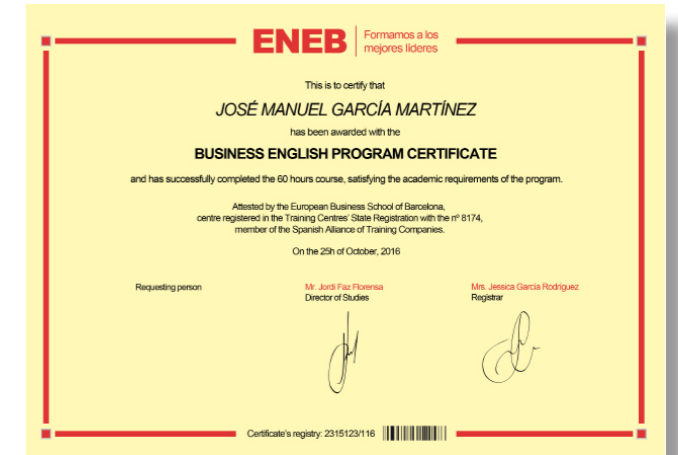 ENEB
Formamos a los
mejores líderes
This is to certify that
JOSÉ MANUEL GARCÍA MARTÍNEZ
has been awarded with the
BUSINESS ENGLISH PROGRAM CERTIFICATE
and has successfully completed the 60 hours course, satisfying the academic requirements of the program.
Attested by the European Business School of Barcelona,
centre registered in the Training Centres' State Registration with the nº 8174,
member of the Spanish Alliance of Training Companies.
On the 25h of October, 2016
Requesting person
Mr. Jordi Faz Florensa
Director of Studies
Mrs. Jessica García Rodríguez
Registrar
Certificate's registry: 2315123/116